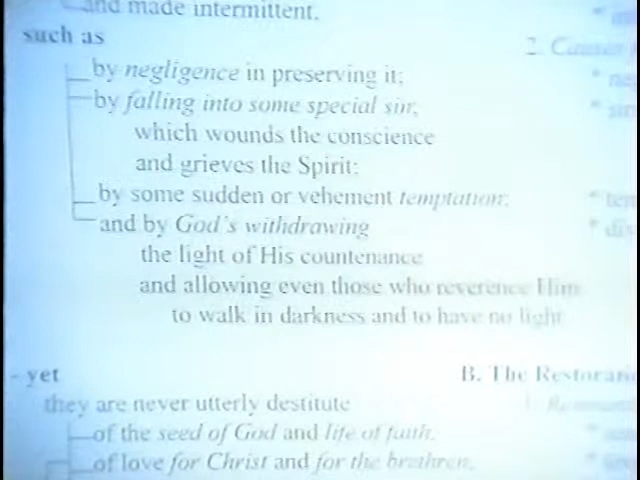 and made intermittent,
such as
2. Causes
by negligence in preserving it;
by falling into some special sin,
which wounds the conscience
and grieves the Spirit;
by some sudden or vehement temptation;
and by God's withdrawing
the light of His countenance
and allowing even those who reverence Him
to walk in darkness and to have no light
- yet
B. The
they are never utterly destitute
of the seed of God and life of faith,
of love for Christ and for the brethren,